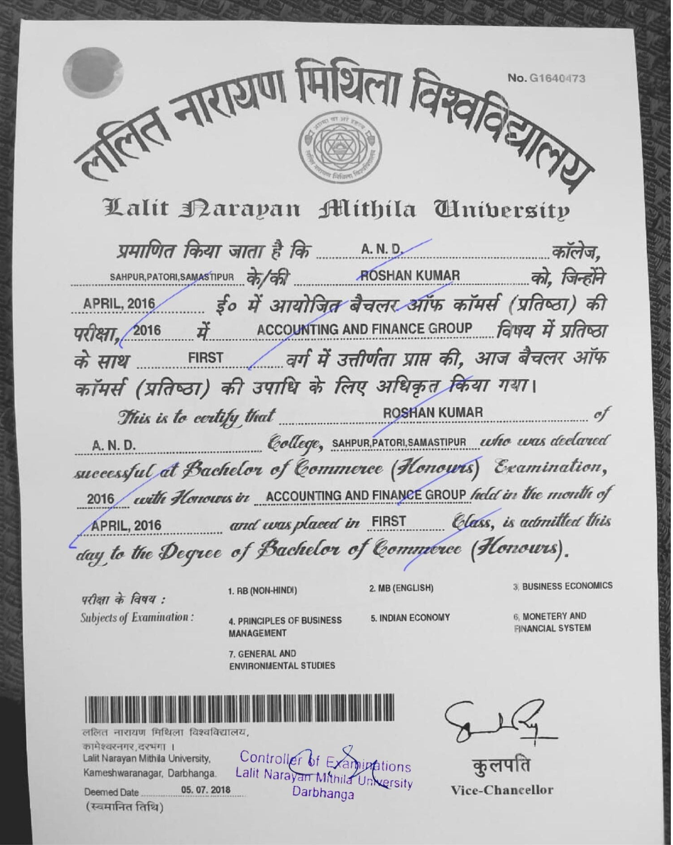 No. G1640473
ललित नारायण मिथिला विश्वविद्यालय
Lalit Narayan Mithila University
प्रमाणित किया जाता है कि A. N. D. कॉलेज,
SAHPUR,PATORI,SAMASTIPUR के/की ROSHAN KUMAR को, जिन्होंने
APRIL, 2016 ई० में आयोजित बैचलर ऑफ कॉमर्स (प्रतिष्ठा) की
परीक्षा, 2016 में ACCOUNTING AND FINANCE GROUP विषय में प्रतिष्ठा
के साथ FIRST वर्ग में उत्तीर्णता प्राप्त की, आज बैचलर ऑफ
कॉमर्स (प्रतिष्ठा) की उपाधि के लिए अधिकृत किया गया।
This is to certify that ROSHAN KUMAR of
A. N. D. College, SAHPUR,PATORI,SAMASTIPUR who was declared
successful at Bachelor of Commerce (Honours) Examination,
2016 with Honours in ACCOUNTING AND FINANCE GROUP held in the month of
APRIL, 2016 and was placed in FIRST Class, is admitted this
day to the Degree of Bachelor of Commerce (Honours).
परीक्षा के विषय :
Subjects of Examination :
1. RB (NON-HINDI) 2. MB (ENGLISH) 3. BUSINESS ECONOMICS
4. PRINCIPLES OF BUSINESS MANAGEMENT 5. INDIAN ECONOMY 6. MONETERY AND FINANCIAL SYSTEM
7. GENERAL AND ENVIRONMENTAL STUDIES
ललित नारायण मिथिला विश्वविद्यालय,
कामेश्वरनगर,दरभंगा ।
Lalit Narayan Mithila University,
Kameshwaranagar, Darbhanga.
Deemed Date 05. 07. 2018
(स्वमानित तिथि)
Controller of Examinations
Lalit Narayan Mithila University
Darbhanga
कुलपति
Vice-Chancellor